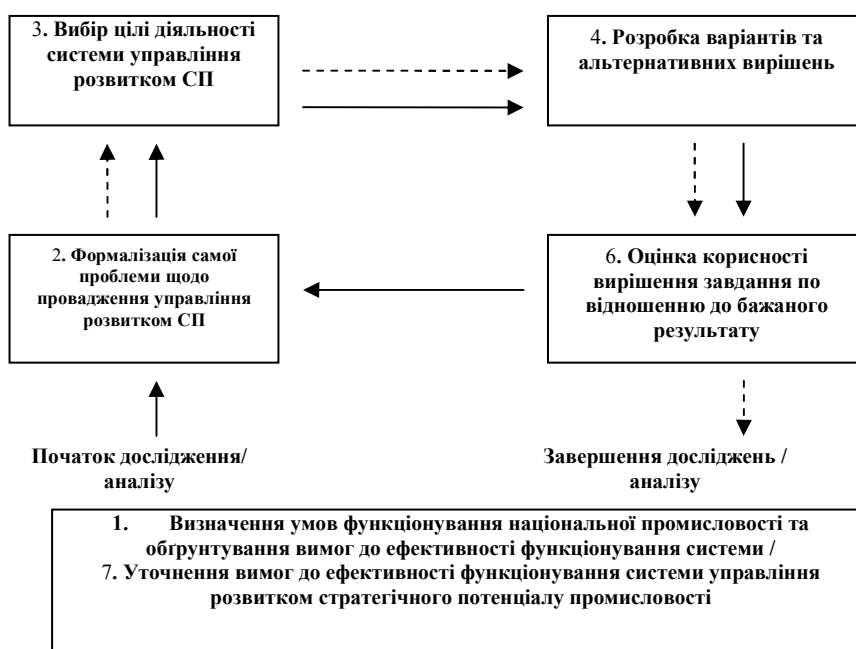 3. Вибір цілі діяльності
системи управління
розвитком СП
4. Розробка варіантів та
альтернативних вирішень
2. Формалізація самої
проблеми щодо
провадження управління
розвитком СП
6. Оцінка корисності
вирішення завдання по
відношенню до бажаного
результату
Початок дослідження/
аналізу
Завершення досліджень /
аналізу
1. Визначення умов функціонування національної промисловості та
обґрунтування вимог до ефективності функціонування системи /
7. Уточнення вимог до ефективності функціонування системи управління
розвитком стратегічного потенціалу промисловості